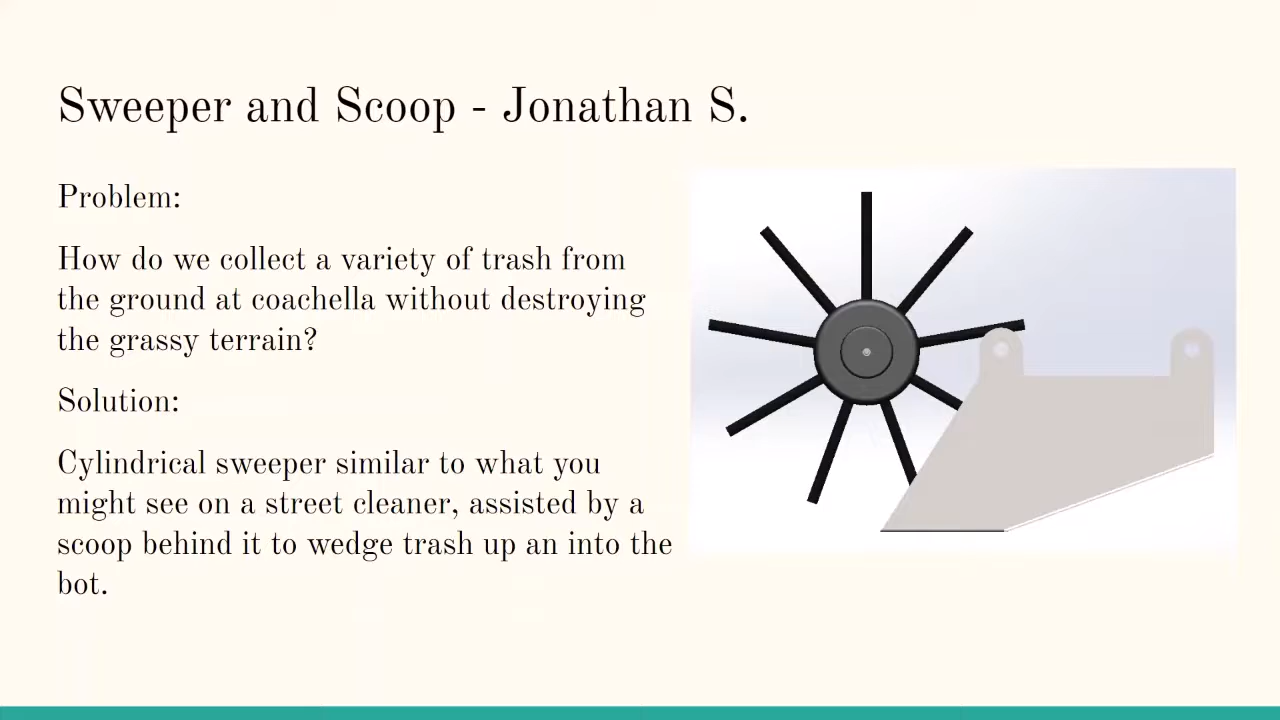 Sweeper and Scoop - Jonathan S.
Problem:
How do we collect a variety of trash from
the ground at coachella without destroying
the grassy terrain?
Solution:
Cylindrical sweeper similar to what you
might see on a street cleaner, assisted by a
scoop behind it to wedge trash up an into the
bot.